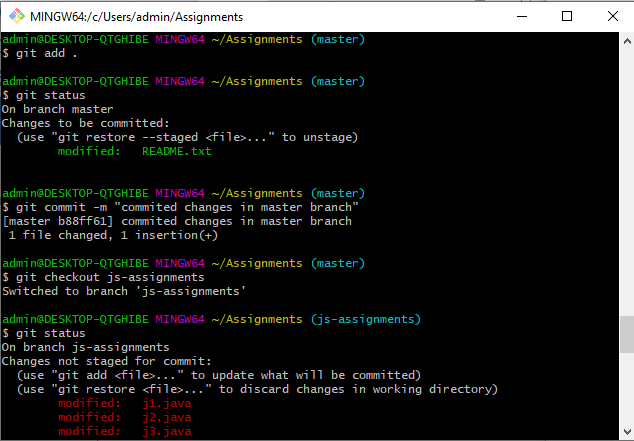 MINGW64:/c/Users/admin/Assignments
admin@DESKTOP-QTGHIBE MINGW64 ~/Assignments (master)
$ git add .
admin@DESKTOP-QTGHIBE MINGW64 ~/Assignments (master)
$ git status
On branch master
Changes to be committed:
  (use "git restore --staged <file>..." to unstage)
        modified:   README.txt
admin@DESKTOP-QTGHIBE MINGW64 ~/Assignments (master)
$ git commit -m "commited changes in master branch"
[master b88ff61] commited changes in master branch
 1 file changed, 1 insertion(+)
admin@DESKTOP-QTGHIBE MINGW64 ~/Assignments (master)
$ git checkout js-assignments
Switched to branch 'js-assignments'
admin@DESKTOP-QTGHIBE MINGW64 ~/Assignments (js-assignments)
$ git status
On branch js-assignments
Changes not staged for commit:
  (use "git add <file>..." to update what will be committed)
  (use "git restore <file>..." to discard changes in working directory)
        modified:   j1.java
        modified:   j2.java
        modified:   j3.java